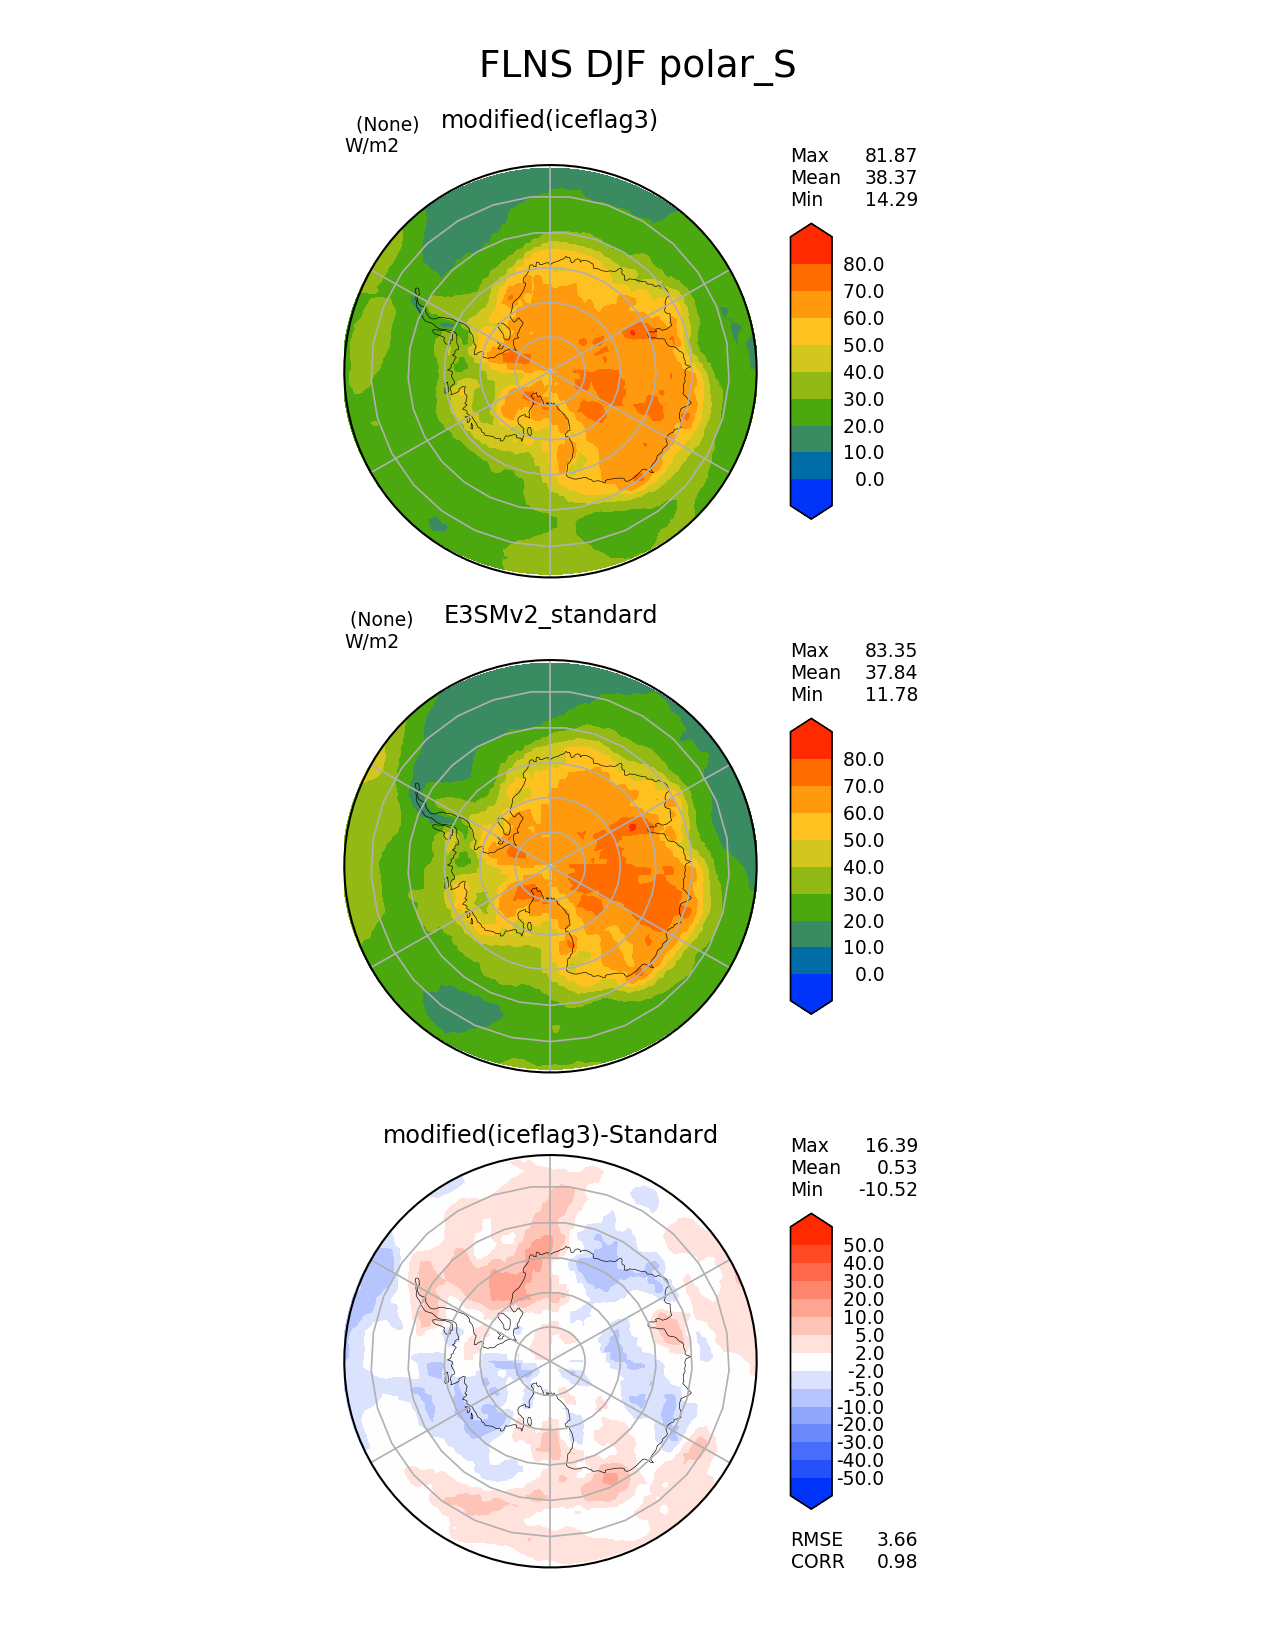 FLNS DJF polar_S
(None)
modified(iceflag3)
W/m2
Max 81.87
Mean 38.37
Min 14.29
80.0
70.0
60.0
50.0
40.0
30.0
20.0
10.0
0.0
(None)
E3SMv2_standard
W/m2
Max 83.35
Mean 37.84
Min 11.78
80.0
70.0
60.0
50.0
40.0
30.0
20.0
10.0
0.0
modified(iceflag3)-Standard
Max 16.39
Mean 0.53
Min -10.52
50.0
40.0
30.0
20.0
10.0
5.0
2.0
-2.0
-5.0
-10.0
-20.0
-30.0
-40.0
-50.0
RMSE 3.66
CORR 0.98